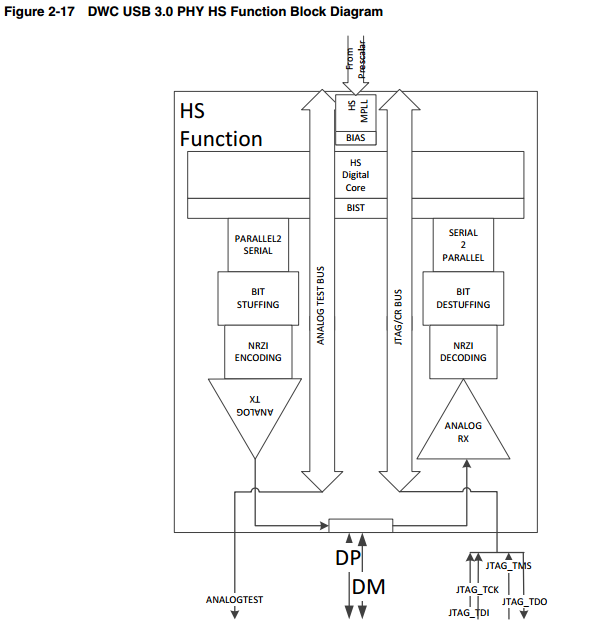 Figure 2-17 DWC USB 3.0 PHY HS Function Block Diagram
From
Prescalar
HS
Function
HS
MPLL
BIAS
HS
Digital
Core
BIST
PARALLEL2
SERIAL
SERIAL
2
PARALLEL
BIT
STUFFING
BIT
DESTUFFING
ANALOG TEST BUS
JTAG/CR BUS
NRZI
ENCODING
NRZI
DECODING
ANALOG
TX
ANALOG
RX
DP
DM
ANALOGTEST
JTAG_TMS
JTAG_TCK
JTAG_TDO
JTAG_TDI